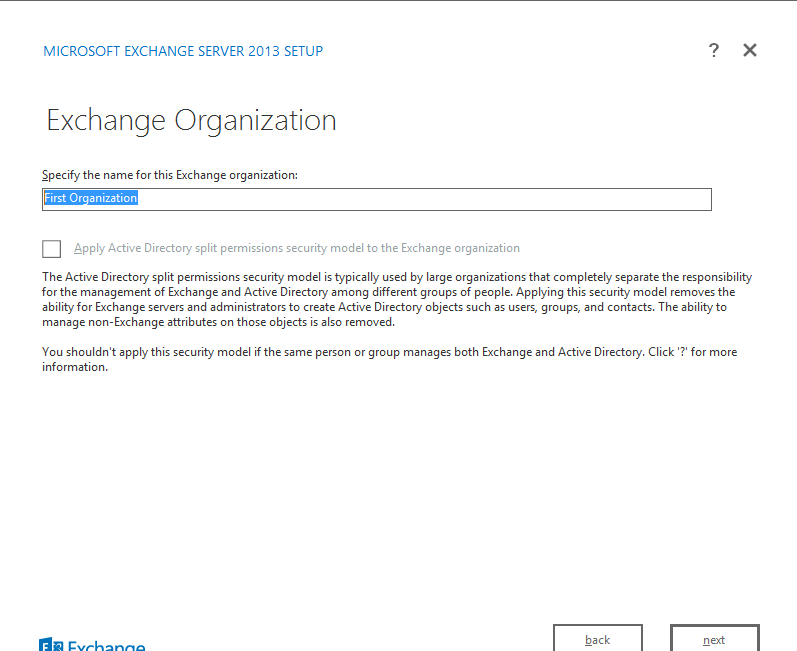 MICROSOFT EXCHANGE SERVER 2013 SETUP
? ✕
Exchange Organization
Specify the name for this Exchange organization:
First Organization
Apply Active Directory split permissions security model to the Exchange organization
The Active Directory split permissions security model is typically used by large organizations that completely separate the responsibility
for the management of Exchange and Active Directory among different groups of people. Applying this security model removes the
ability for Exchange servers and administrators to create Active Directory objects such as users, groups, and contacts. The ability to
manage non-Exchange attributes on those objects is also removed.
You shouldn't apply this security model if the same person or group manages both Exchange and Active Directory. Click '?' for more
information.
Exchange
back
next